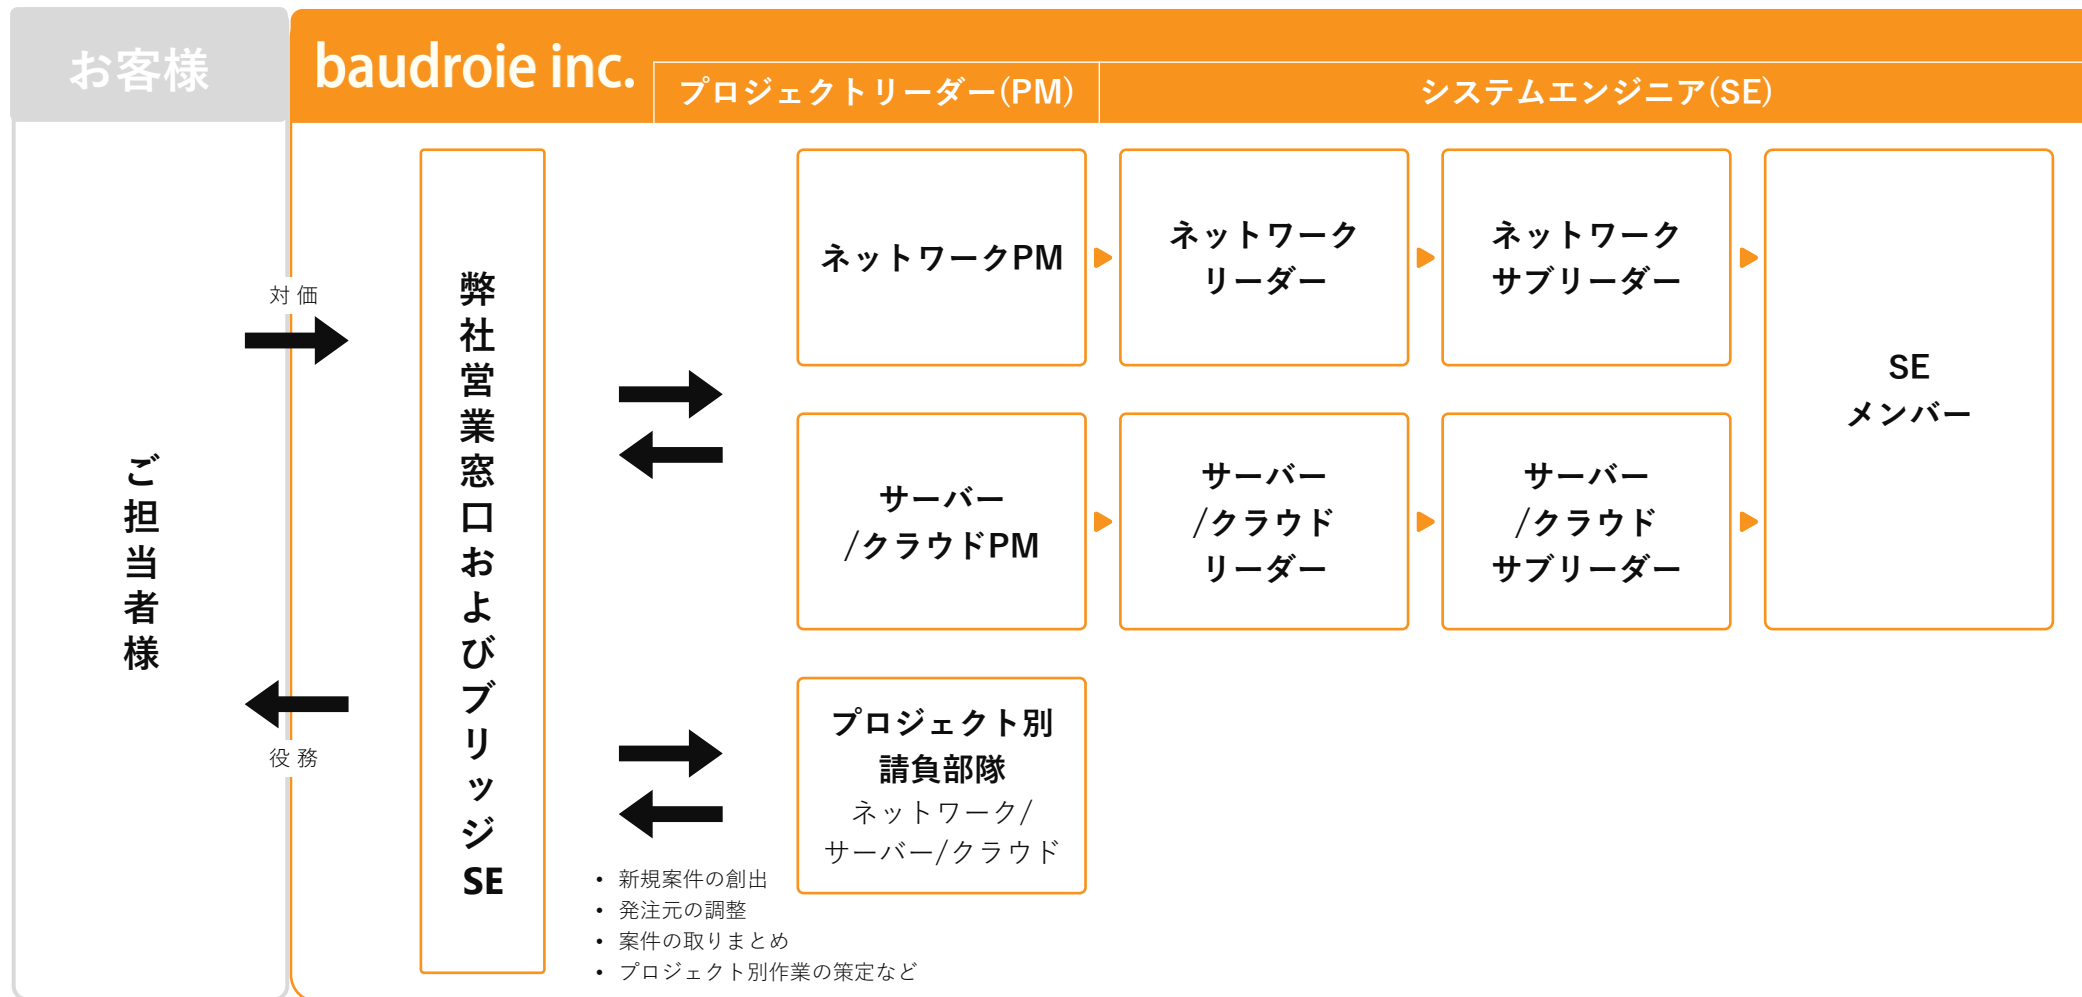 お客様
baudroie inc.
プロジェクトリーダー(PM)
システムエンジニア(SE)
ご担当者様
対価
役務
弊社営業窓口およびブリッジSE
ネットワークPM
ネットワーク
リーダー
ネットワーク
サブリーダー
SE
メンバー
サーバー
/クラウドPM
サーバー
/クラウド
リーダー
サーバー
/クラウド
サブリーダー
プロジェクト別
請負部隊
ネットワーク/
サーバー/クラウド
• 新規案件の創出
• 発注元の調整
• 案件の取りまとめ
• プロジェクト別作業の策定など